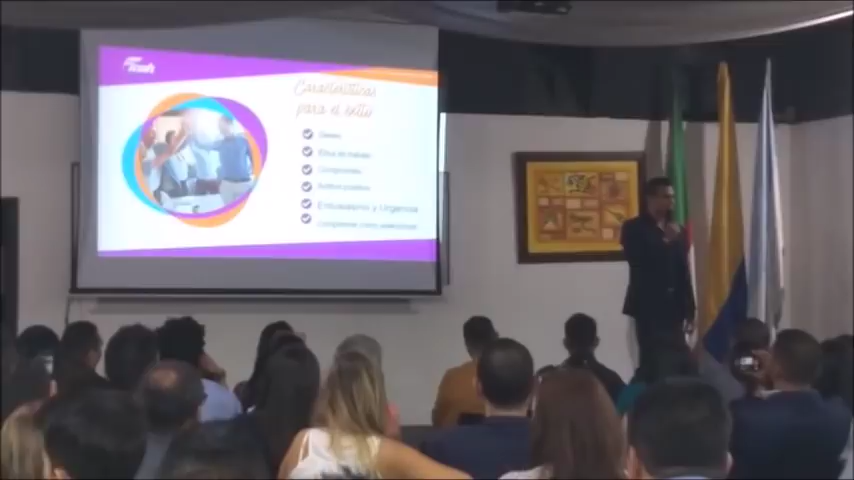 Características
para el éxito
Deseo
Ética de trabajo
Compromiso
Actitud positiva
Entusiasmo y Urgencia